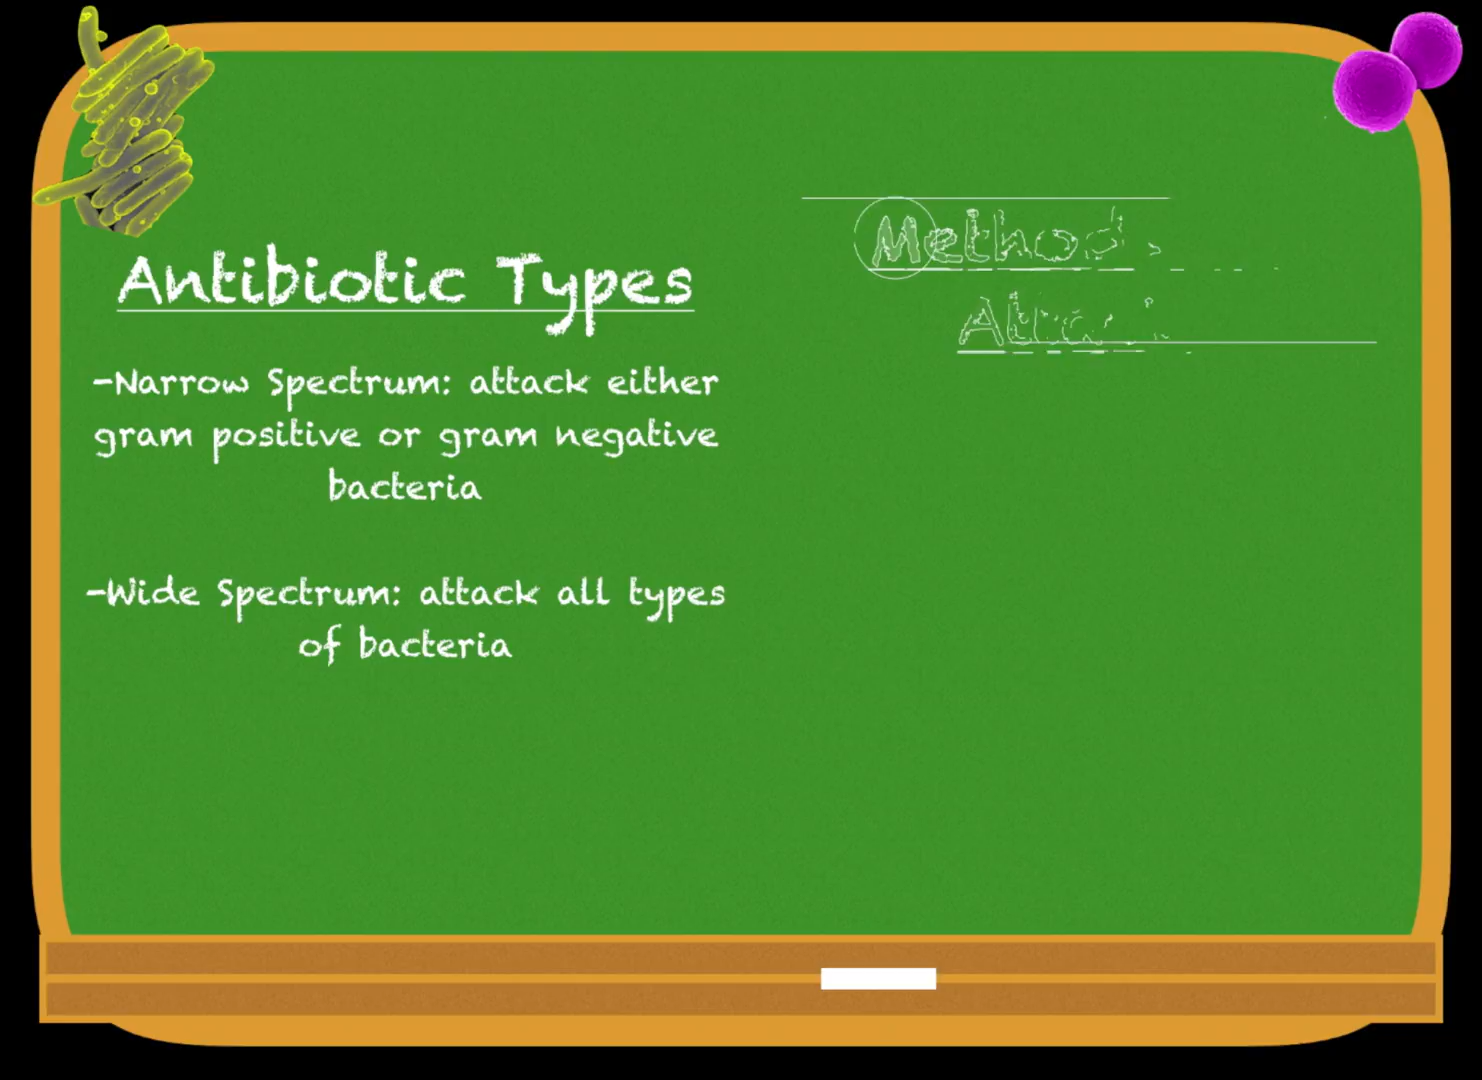 Antibiotic Types
-Narrow Spectrum: attack either
gram positive or gram negative
bacteria
-Wide Spectrum: attack all types
of bacteria